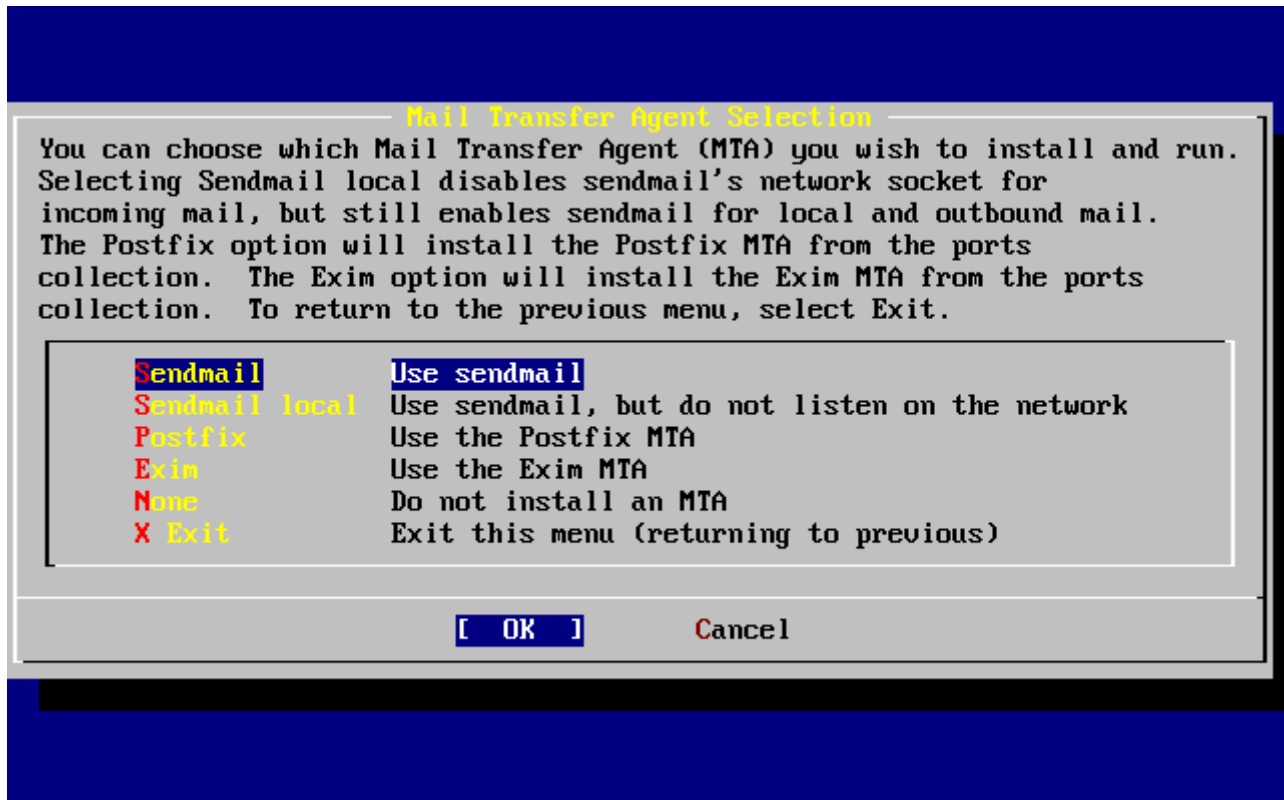 Mail Transfer Agent Selection
You can choose which Mail Transfer Agent (MTA) you wish to install and run.
Selecting Sendmail local disables sendmail's network socket for
incoming mail, but still enables sendmail for local and outbound mail.
The Postfix option will install the Postfix MTA from the ports
collection.  The Exim option will install the Exim MTA from the ports
collection.  To return to the previous menu, select Exit.
Sendmail Use sendmail
Sendmail local Use sendmail, but do not listen on the network
Postfix Use the Postfix MTA
Exim Use the Exim MTA
None Do not install an MTA
X Exit Exit this menu (returning to previous)
[ OK ] Cancel